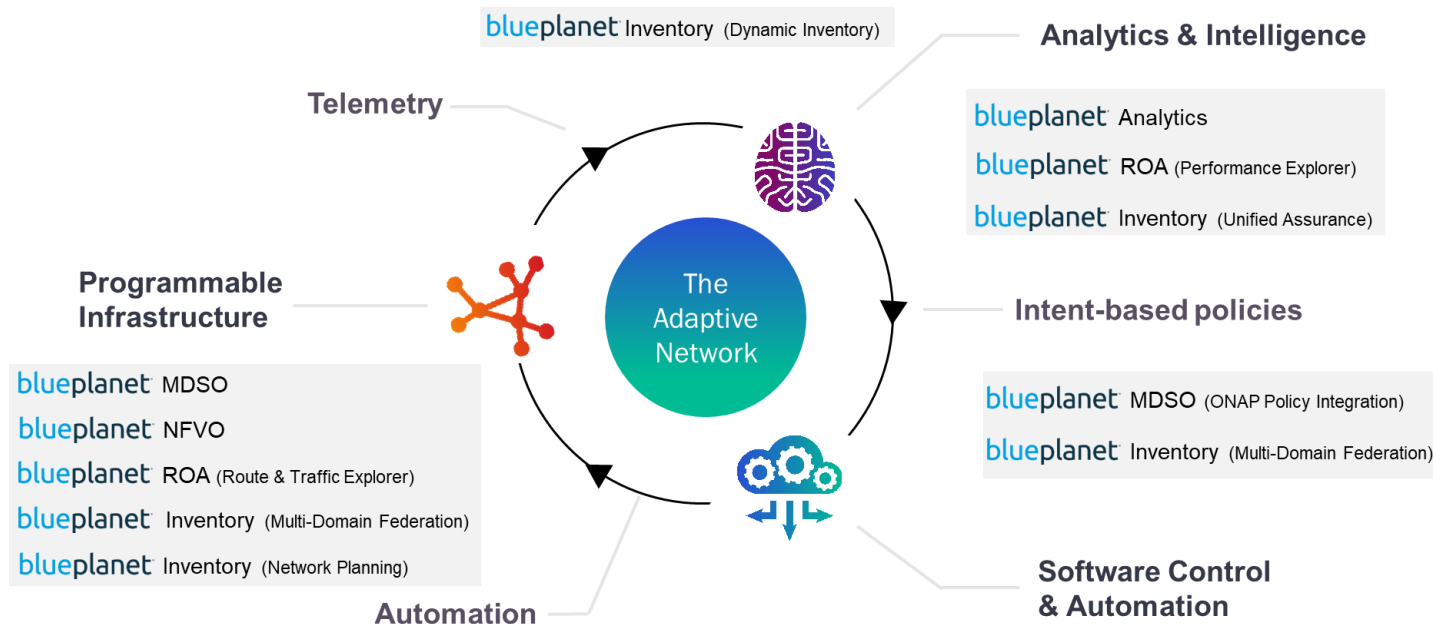 blueplanet Inventory (Dynamic Inventory)
Analytics & Intelligence
Telemetry
blueplanet Analytics
blueplanet ROA (Performance Explorer)
blueplanet Inventory (Unified Assurance)
Programmable
Infrastructure
The
Adaptive
Network
Intent-based policies
blueplanet MDSO
blueplanet NFVO
blueplanet ROA (Route & Traffic Explorer)
blueplanet Inventory (Multi-Domain Federation)
blueplanet Inventory (Network Planning)
blueplanet MDSO (ONAP Policy Integration)
blueplanet Inventory (Multi-Domain Federation)
Automation
Software Control
& Automation